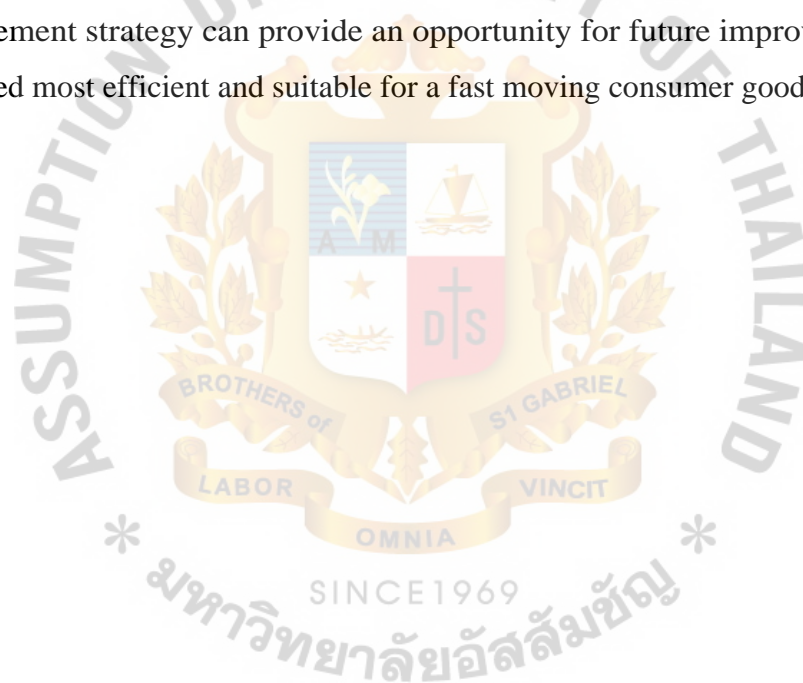 ement strategy can provide an opportunity for future improv
ed most efficient and suitable for a fast moving consumer good
ASSUMPTION
OF THAILAND
A M
D S
BROTHERS of
S1 GABRIEL
LABOR
VINCIT
OMNIA
* *
SINCE1969
มหาวิทยาลัยอัสสัมชัญ